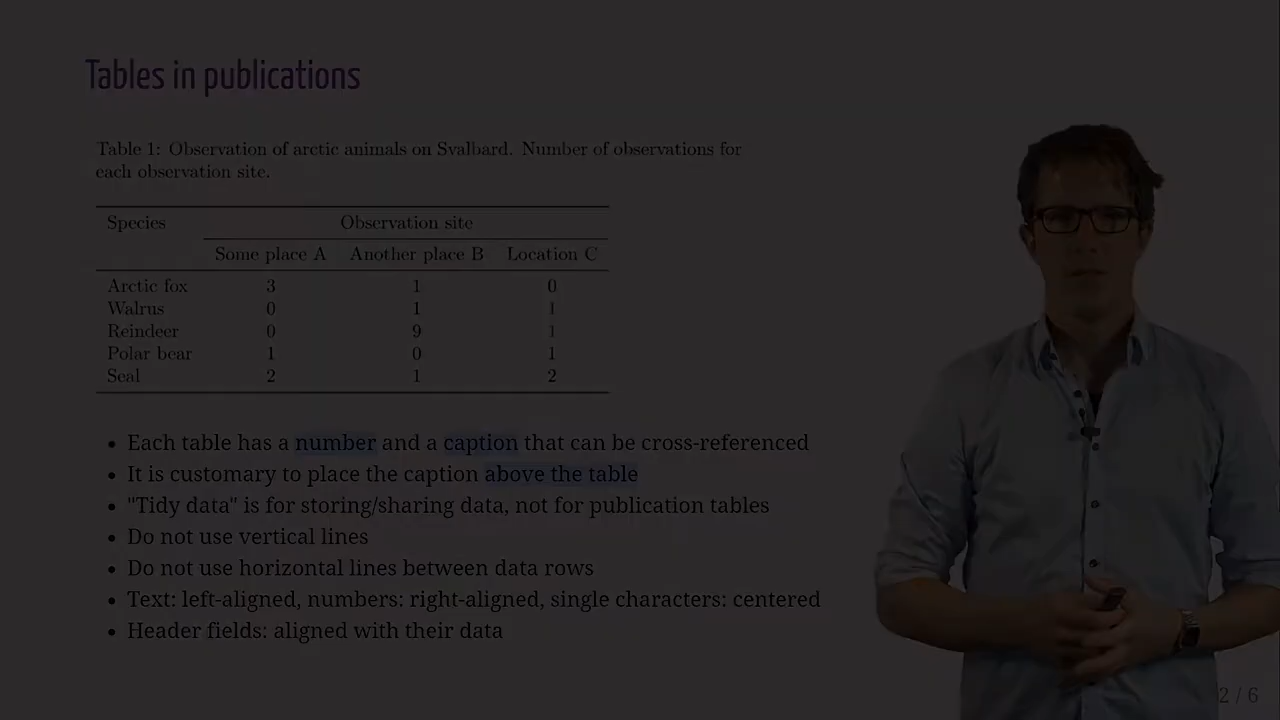 Tables in publications
Table 1: Observation of arctic animals on Svalbard. Number of observations for
each observation site.
Species Observation site
Some place A Another place B Location C
Arctic fox 3 1 0
Walrus 0 1 1
Reindeer 0 9 1
Polar bear 1 0 1
Seal 2 1 2
• Each table has a number and a caption that can be cross-referenced
• It is customary to place the caption above the table
• "Tidy data" is for storing/sharing data, not for publication tables
• Do not use vertical lines
• Do not use horizontal lines between data rows
• Text: left-aligned, numbers: right-aligned, single characters: centered
• Header fields: aligned with their data
2 / 6